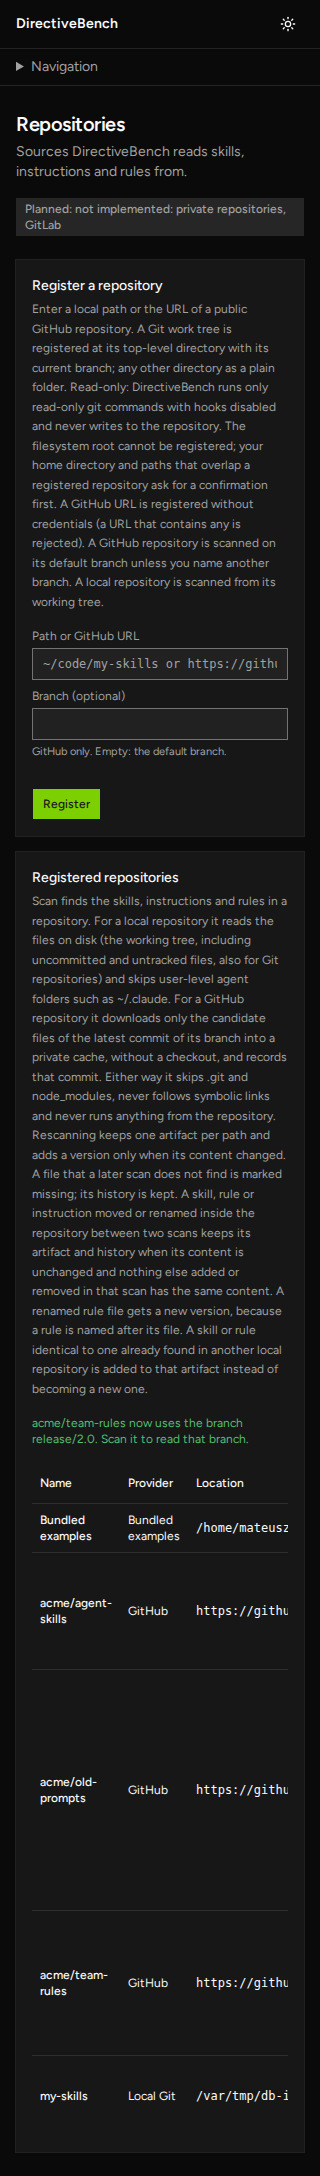 DirectiveBench
Navigation
Repositories
Sources DirectiveBench reads skills,
instructions and rules from.
Planned: not implemented: private repositories,
GitLab
Register a repository
Enter a local path or the URL of a public
GitHub repository. A Git work tree is
registered at its top-level directory with its
current branch; any other directory as a plain
folder. Read-only: DirectiveBench runs only
read-only git commands with hooks disabled
and never writes to the repository. The
filesystem root cannot be registered; your
home directory and paths that overlap a
registered repository ask for a confirmation
first. A GitHub URL is registered without
credentials (a URL that contains any is
rejected). A GitHub repository is scanned on
its default branch unless you name another
branch. A local repository is scanned from its
working tree.
Path or GitHub URL
~/code/my-skills or https://githu
Branch (optional)
GitHub only. Empty: the default branch.
Register
Registered repositories
Scan finds the skills, instructions and rules in a
repository. For a local repository it reads the
files on disk (the working tree, including
uncommitted and untracked files, also for Git
repositories) and skips user-level agent
folders such as ~/.claude. For a GitHub
repository it downloads only the candidate
files of the latest commit of its branch into a
private cache, without a checkout, and records
that commit. Either way it skips .git and
node_modules, never follows symbolic links
and never runs anything from the repository.
Rescanning keeps one artifact per path and
adds a version only when its content changed.
A file that a later scan does not find is marked
missing; its history is kept. A skill, rule or
instruction moved or renamed inside the
repository between two scans keeps its
artifact and history when its content is
unchanged and nothing else added or
removed in that scan has the same content. A
renamed rule file gets a new version, because
a rule is named after its file. A skill or rule
identical to one already found in another local
repository is added to that artifact instead of
becoming a new one.
acme/team-rules now uses the branch
release/2.0. Scan it to read that branch.
Name Provider Location
Bundled examples Bundled examples /home/mateusz
acme/agent-skills GitHub https://githu
acme/old-prompts GitHub https://githu
acme/team-rules GitHub https://githu
my-skills Local Git /var/tmp/db-i